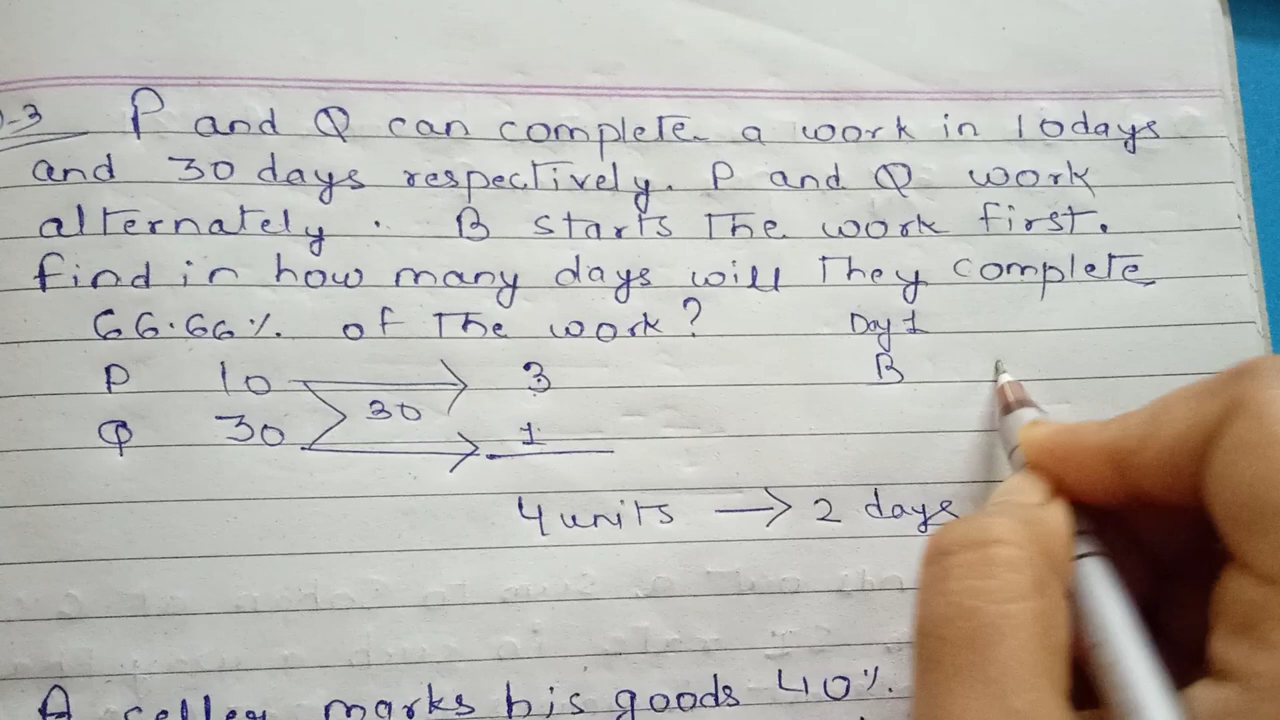 -3 P and Q can complete a work in 10days
and 30 days respectively. P and Q work
alternately. B starts the work first.
find in how many days will they complete
66.66% of the work?
Day 1
B
P 10 3
30
Q 30 1
4 units → 2 days
A seller marks his goods 40%.